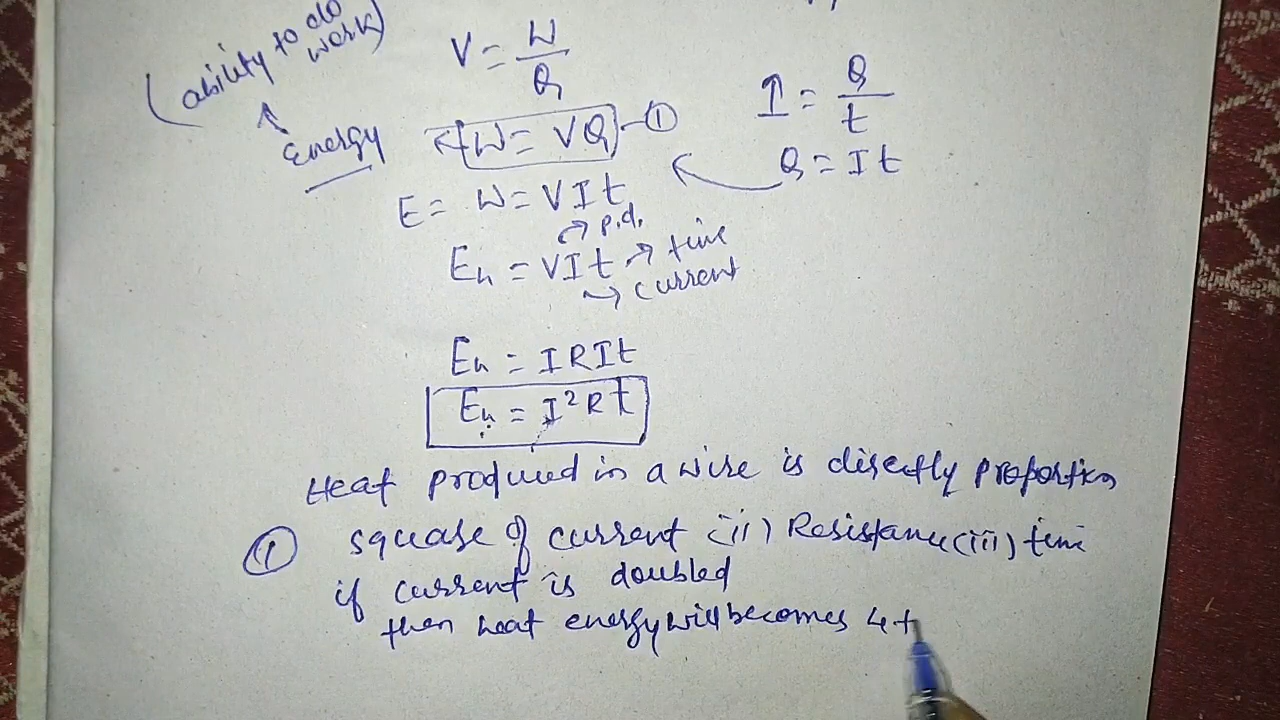 (ability to do
work)
V = W/Q
I = Q/t
Energy
W = VQ - ①
Q = It
E = W = VIt
p.d.
Eh = VIt
time
current
Eh = IRIt
Eh = I²Rt
Heat produced in a wire is directly proportion
① square of current (ii) Resistance (iii) time
if current is doubled
then heat energy will becomes 4 t